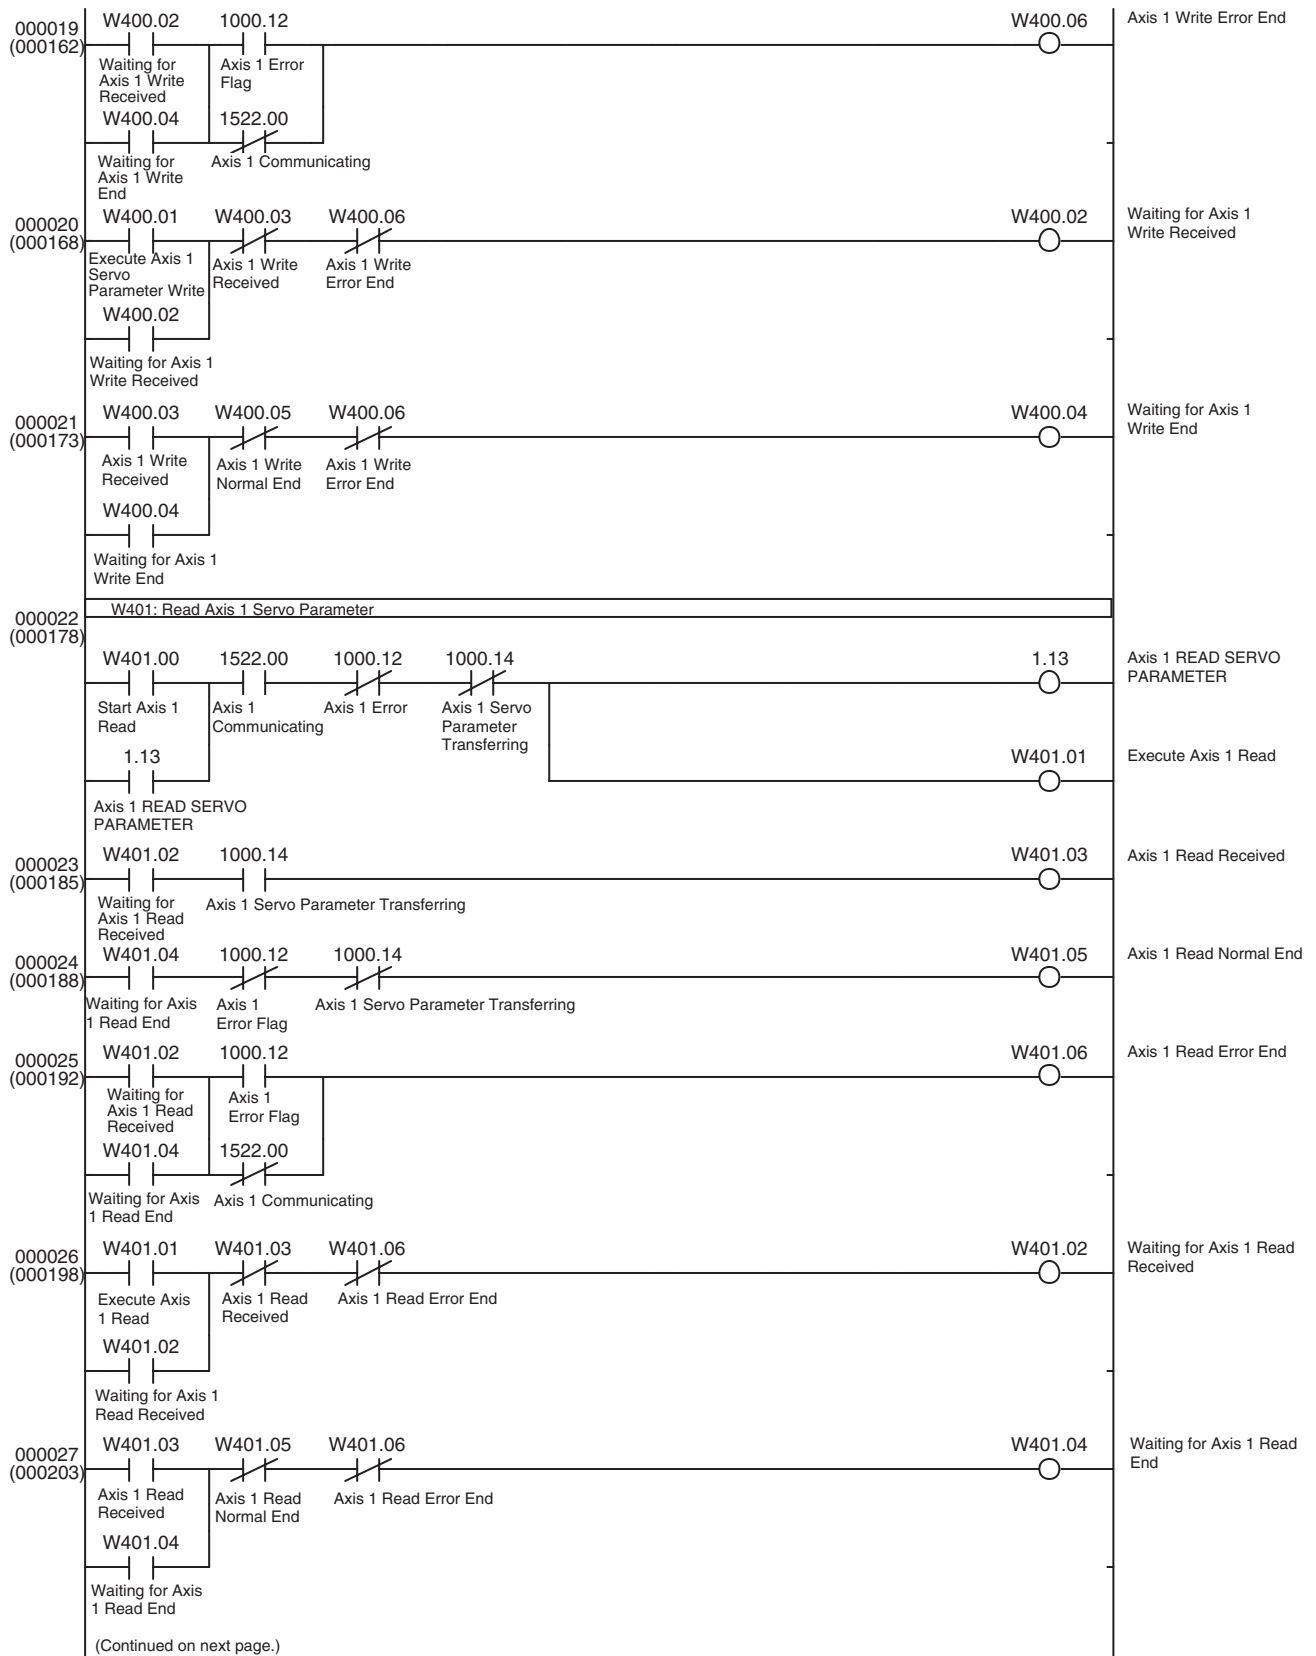 000019
(000162)
W400.02 1000.12 W400.06 Axis 1 Write Error End
Waiting for
Axis 1 Write
Received
Axis 1 Error
Flag
W400.04 1522.00
Waiting for
Axis 1 Write
End
Axis 1 Communicating
000020
(000168)
W400.01 W400.03 W400.06 W400.02
Waiting for Axis 1
Write Received
Execute Axis 1
Servo
Parameter Write
Axis 1 Write
Received
Axis 1 Write
Error End
W400.02
Waiting for Axis 1
Write Received
000021
(000173)
W400.03 W400.05 W400.06 W400.04
Waiting for Axis 1
Write End
Axis 1 Write
Received
Axis 1 Write
Normal End
Axis 1 Write
Error End
W400.04
Waiting for Axis 1
Write End
000022
(000178)
W401: Read Axis 1 Servo Parameter
W401.00 1522.00 1000.12 1000.14 1.13
Axis 1 READ SERVO
PARAMETER
Start Axis 1
Read
Axis 1
Communicating
Axis 1 Error
Axis 1 Servo
Parameter
Transferring
1.13 W401.01 Execute Axis 1 Read
Axis 1 READ SERVO
PARAMETER
000023
(000185)
W401.02 1000.14 W401.03 Axis 1 Read Received
Waiting for
Axis 1 Read
Received
Axis 1 Servo Parameter Transferring
000024
(000188)
W401.04 1000.12 1000.14 W401.05 Axis 1 Read Normal End
Waiting for Axis
1 Read End
Axis 1
Error Flag
Axis 1 Servo Parameter Transferring
000025
(000192)
W401.02 1000.12 W401.06 Axis 1 Read Error End
Waiting for
Axis 1 Read
Received
Axis 1
Error Flag
W401.04 1522.00
Waiting for Axis
1 Read End
Axis 1 Communicating
000026
(000198)
W401.01 W401.03 W401.06 W401.02
Waiting for Axis 1 Read
Received
Execute Axis
1 Read
Axis 1 Read
Received
Axis 1 Read Error End
W401.02
Waiting for Axis 1
Read Received
000027
(000203)
W401.03 W401.05 W401.06 W401.04
Waiting for Axis 1 Read
End
Axis 1 Read
Received
Axis 1 Read
Normal End
Axis 1 Read Error End
W401.04
Waiting for Axis
1 Read End
(Continued on next page.)